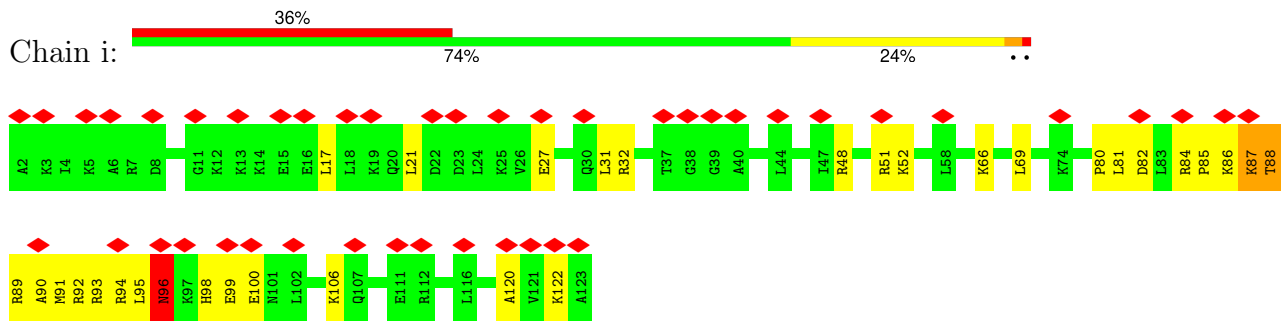 36%
Chain i:
74% 24% • •
A2 K3 I4 K5 A6 R7 D8 G11 K12 K13 K14 E15 E16 L17 L18 K19 Q20 L21 D22 D23 L24 K25 V26 E27 Q30 L31 R32 T37 G38 G39 A40 L44 I47 R48 R51 K52 L58 K66 L69 K74 P80 L81 D82 L83 R84 P85 K86 K87 T88
R89 A90 M91 R92 R93 R94 L95 N96 K97 H98 E99 E100 N101 L102 K106 Q107 E111 R112 L116 A120 V121 K122 A123